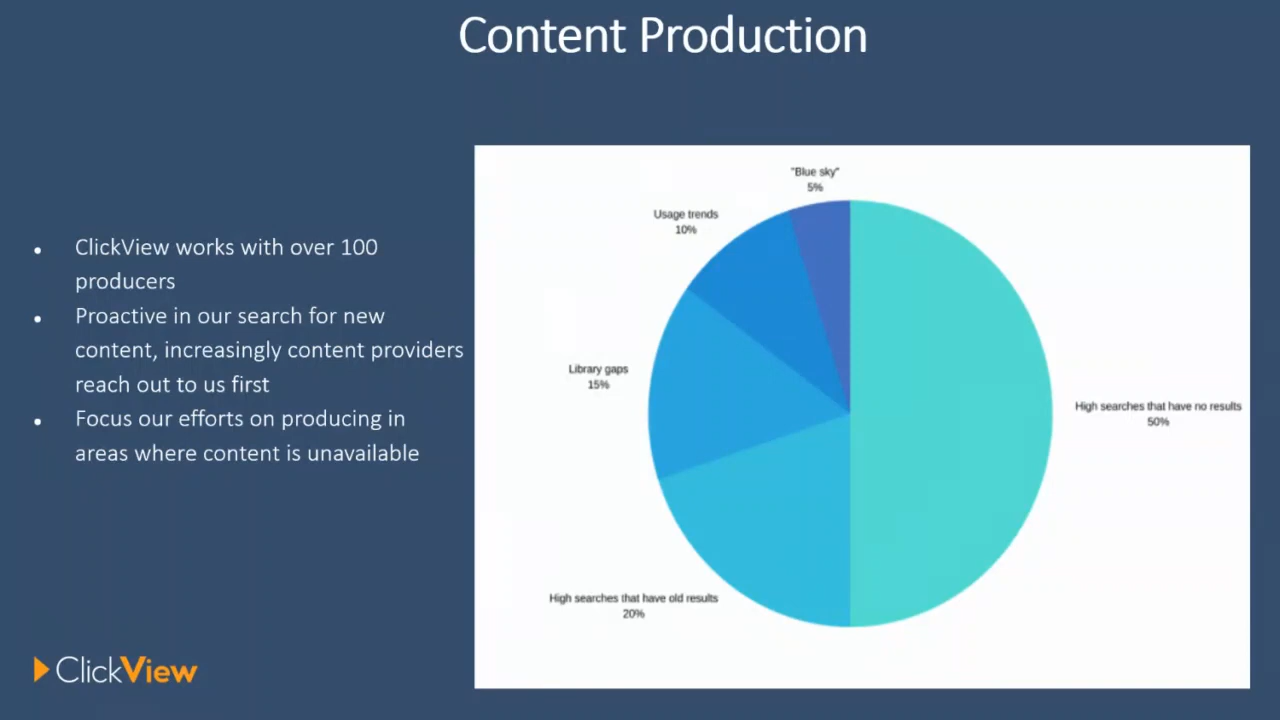 Content Production
ClickView works with over 100
producers
Proactive in our search for new
content, increasingly content providers
reach out to us first
Focus our efforts on producing in
areas where content is unavailable
"Blue sky"
5%
Usage trends
10%
Library gaps
15%
High searches that have no results
50%
High searches that have old results
20%
ClickView